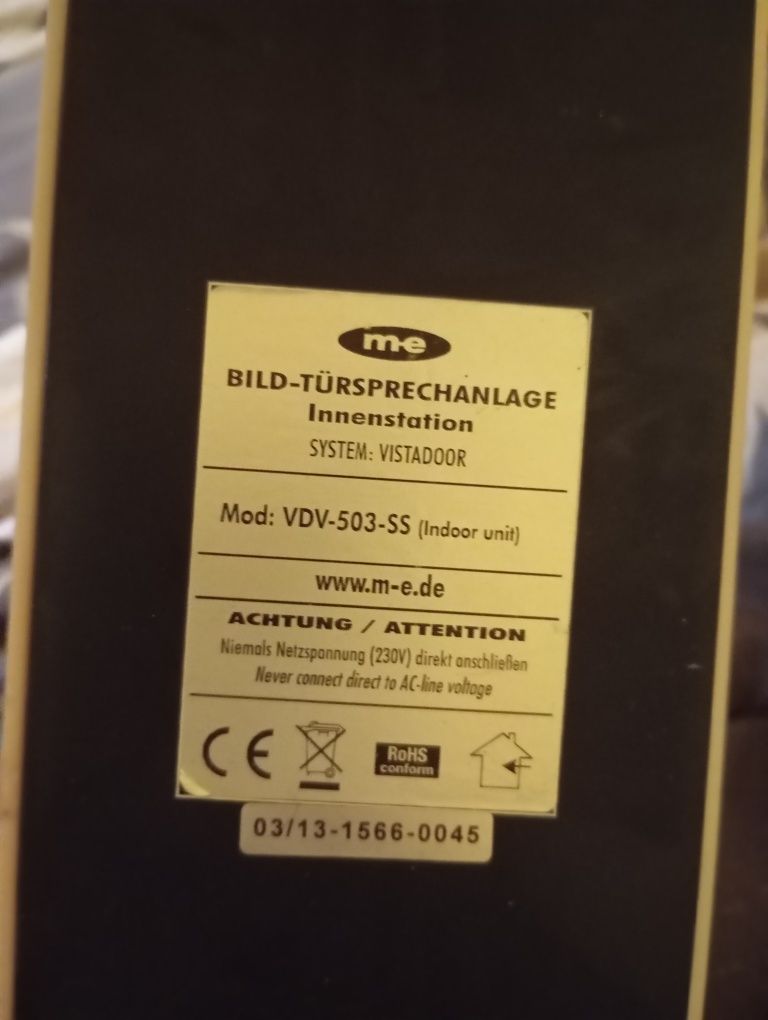 m-e
BILD-TÜRSPRECHANLAGE
Innenstation
SYSTEM: VISTADOOR
Mod: VDV-503-SS (Indoor unit)
www.m-e.de
ACHTUNG / ATTENTION
Niemals Netzspannung (230V) direkt anschließen
Never connect direct to AC-line voltage
CE
RoHS
conform
03/13-1566-0045